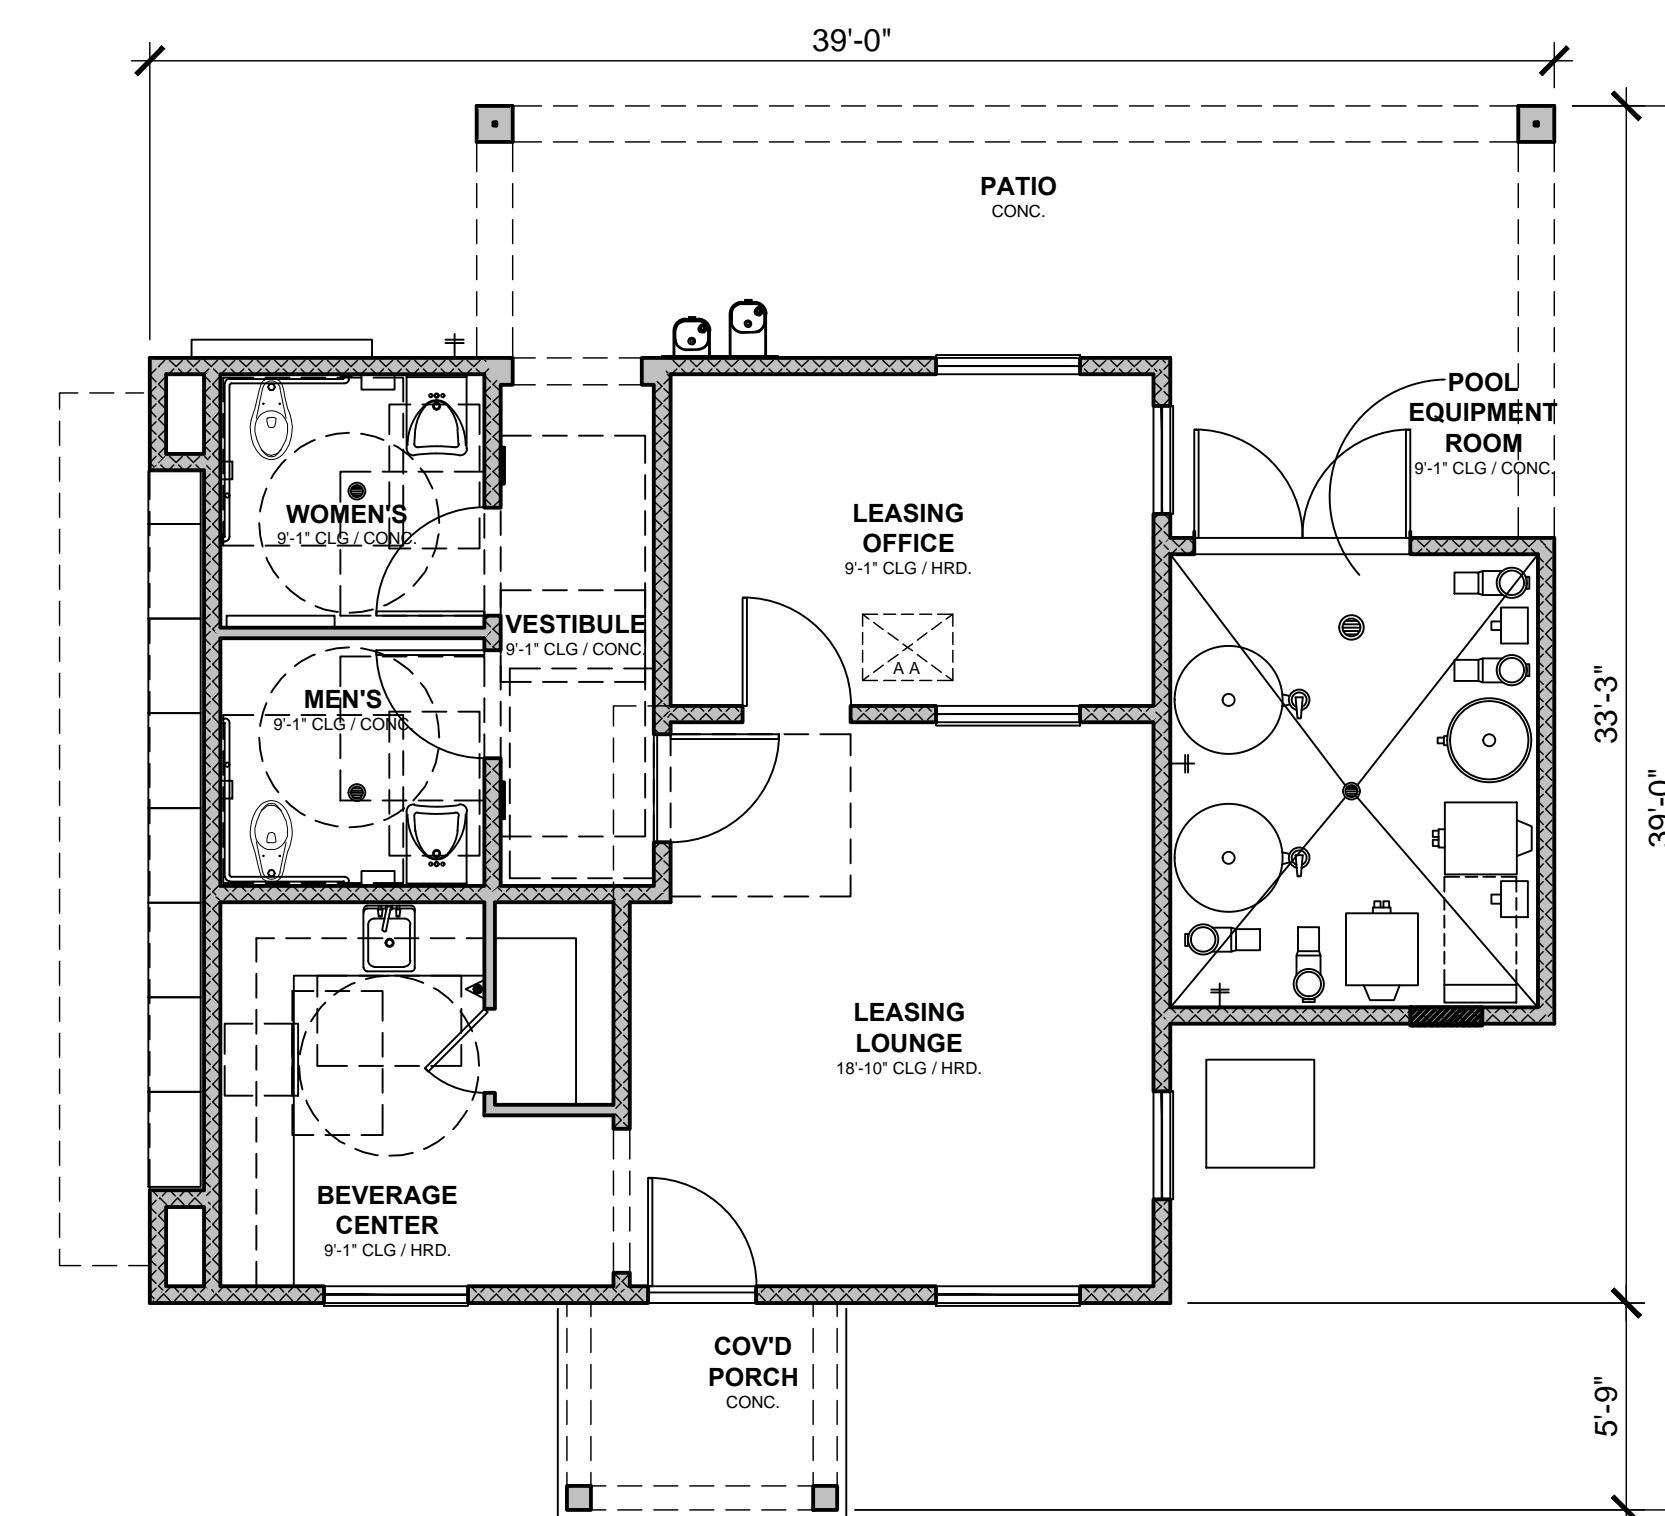 39'-0"
PATIO
CONC.
POOL
EQUIPMENT
ROOM
9'-1" CLG / CONC.
WOMEN'S
9'-1" CLG / CONC.
LEASING
OFFICE
9'-1" CLG / HRD.
VESTIBULE
9'-1" CLG / CONC.
A A
MEN'S
9'-1" CLG / CONC.
33'-3"
39'-0"
LEASING
LOUNGE
18'-10" CLG / HRD.
BEVERAGE
CENTER
9'-1" CLG / HRD.
COV'D
PORCH
CONC.
5'-9"